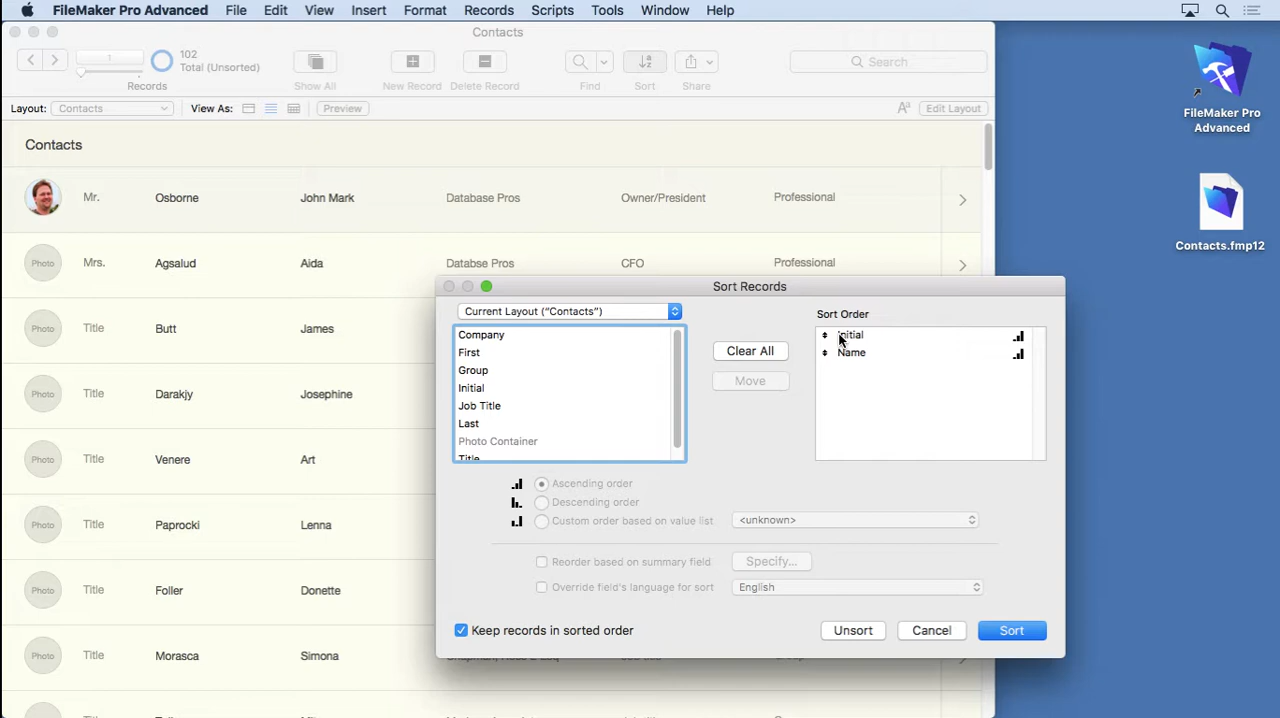 FileMaker Pro Advanced File Edit View Insert Format Records Scripts Tools Window Help
Contacts
1
102
Total (Unsorted)
Records
Show All
New Record
Delete Record
Find
Sort
Share
Search
Layout: Contacts View As: Preview Aa Edit Layout
Contacts
Mr. Osborne John Mark Database Pros Owner/President Professional
Photo Mrs. Agsalud Aida Databse Pros CFO Professional
Photo Title Butt James
Photo Title Darakjy Josephine
Photo Title Venere Art
Photo Title Paprocki Lenna
Photo Title Foller Donette
Photo Title Morasca Simona
Sort Records
Current Layout (“Contacts”)
Company
First
Group
Initial
Job Title
Last
Photo Container
Title
Clear All
Move
Sort Order
Initial
Name
Ascending order
Descending order
Custom order based on value list <unknown>
Reorder based on summary field Specify...
Override field's language for sort English
Keep records in sorted order
Unsort Cancel Sort
FileMaker Pro
Advanced
Contacts.fmp12